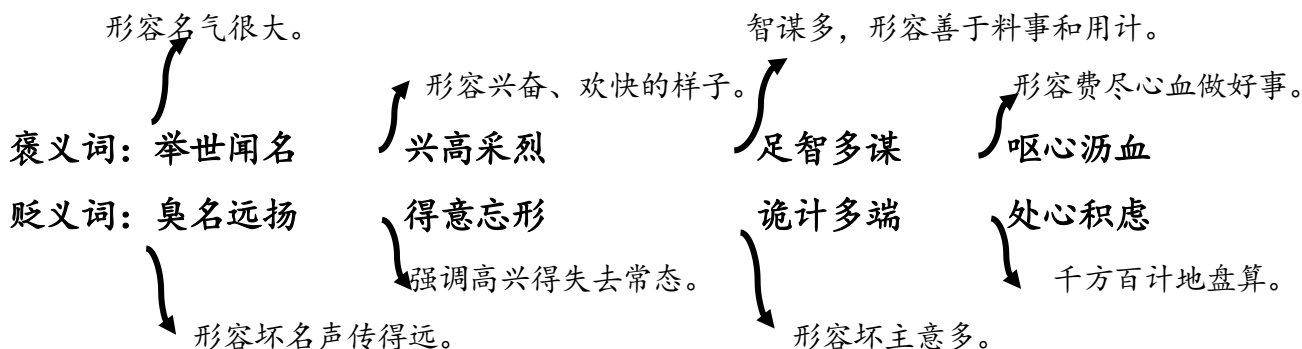 形容名气很大。 智谋多，形容善于料事和用计。
形容兴奋、欢快的样子。 形容费尽心血做好事。
褒义词：举世闻名 兴高采烈 足智多谋 呕心沥血
贬义词：臭名远扬 得意忘形 诡计多端 处心积虑
强调高兴得失去常态。 千方百计地盘算。
形容坏名声传得远。 形容坏主意多。